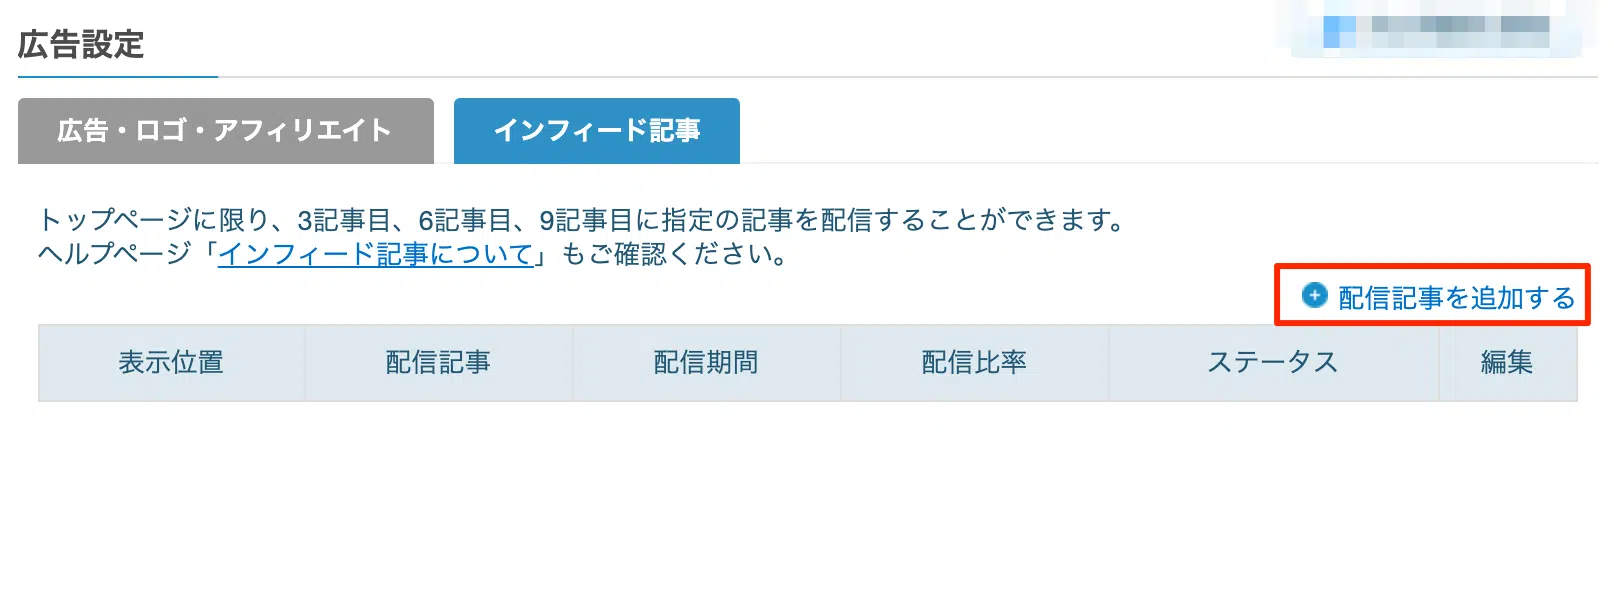 広告設定
広告・ロゴ・アフィリエイト
インフィード記事
トップページに限り、3記事目、6記事目、9記事目に指定の記事を配信することができます。
ヘルプページ「インフィード記事について」もご確認ください。
配信記事を追加する
表示位置 配信記事 配信期間 配信比率 ステータス 編集